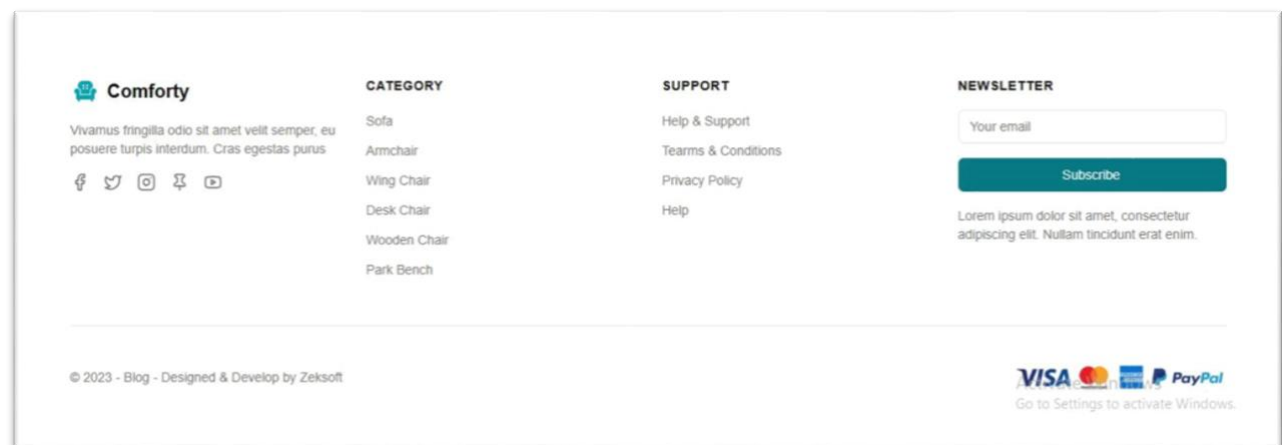 Comforty
Vivamus fringilla odio sit amet velit semper, eu
posuere turpis interdum. Cras egestas purus
CATEGORY
Sofa
Armchair
Wing Chair
Desk Chair
Wooden Chair
Park Bench
SUPPORT
Help & Support
Tearms & Conditions
Privacy Policy
Help
NEWSLETTER
Your email
Subscribe
Lorem ipsum dolor sit amet, consectetur
adipiscing elit. Nullam tincidunt erat enim.
© 2023 - Blog - Designed & Develop by Zeksoft
VISA PayPal
Activate Windows
Go to Settings to activate Windows.